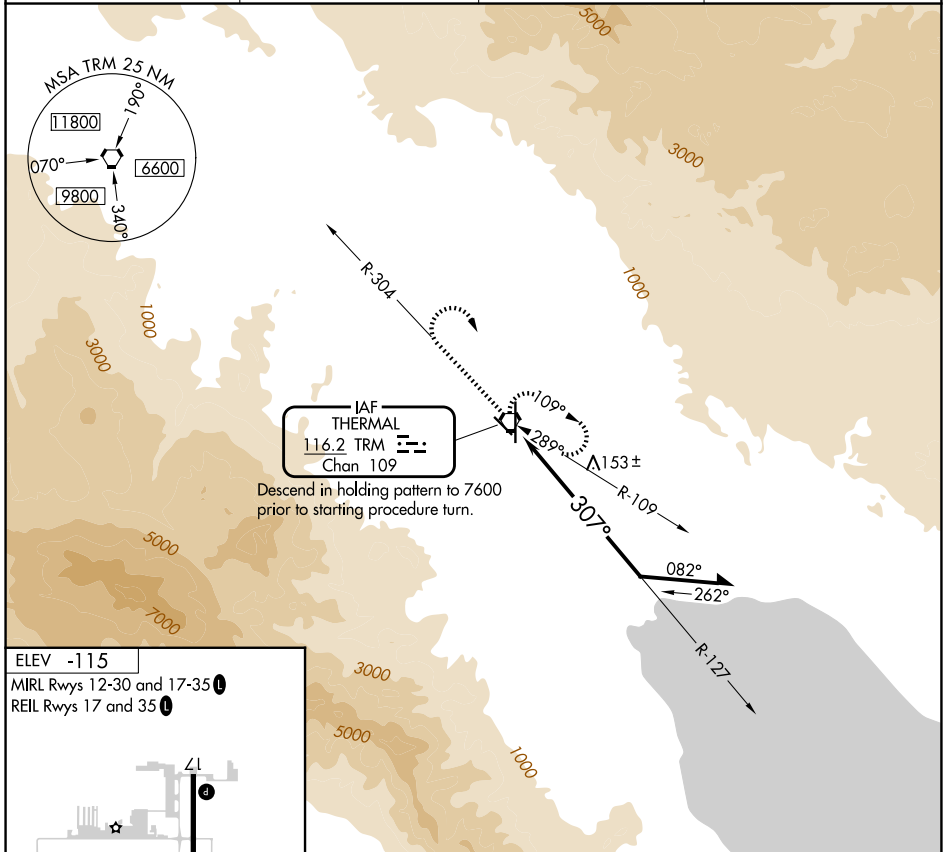 MSA TRM 25 NM
190°
11800
070°
6600
9800
340°
5000
3000
1000
1000
3000
R-304
IAF
THERMAL
116.2 TRM
Chan 109
Descend in holding pattern to 7600
prior to starting procedure turn.
109°
289°
153±
R-109
307°
082°
262°
R-127
5000
7000
3000
5000
1000
ELEV -115
MIRL Rwys 12-30 and 17-35 L
REIL Rwys 17 and 35 L
17
P